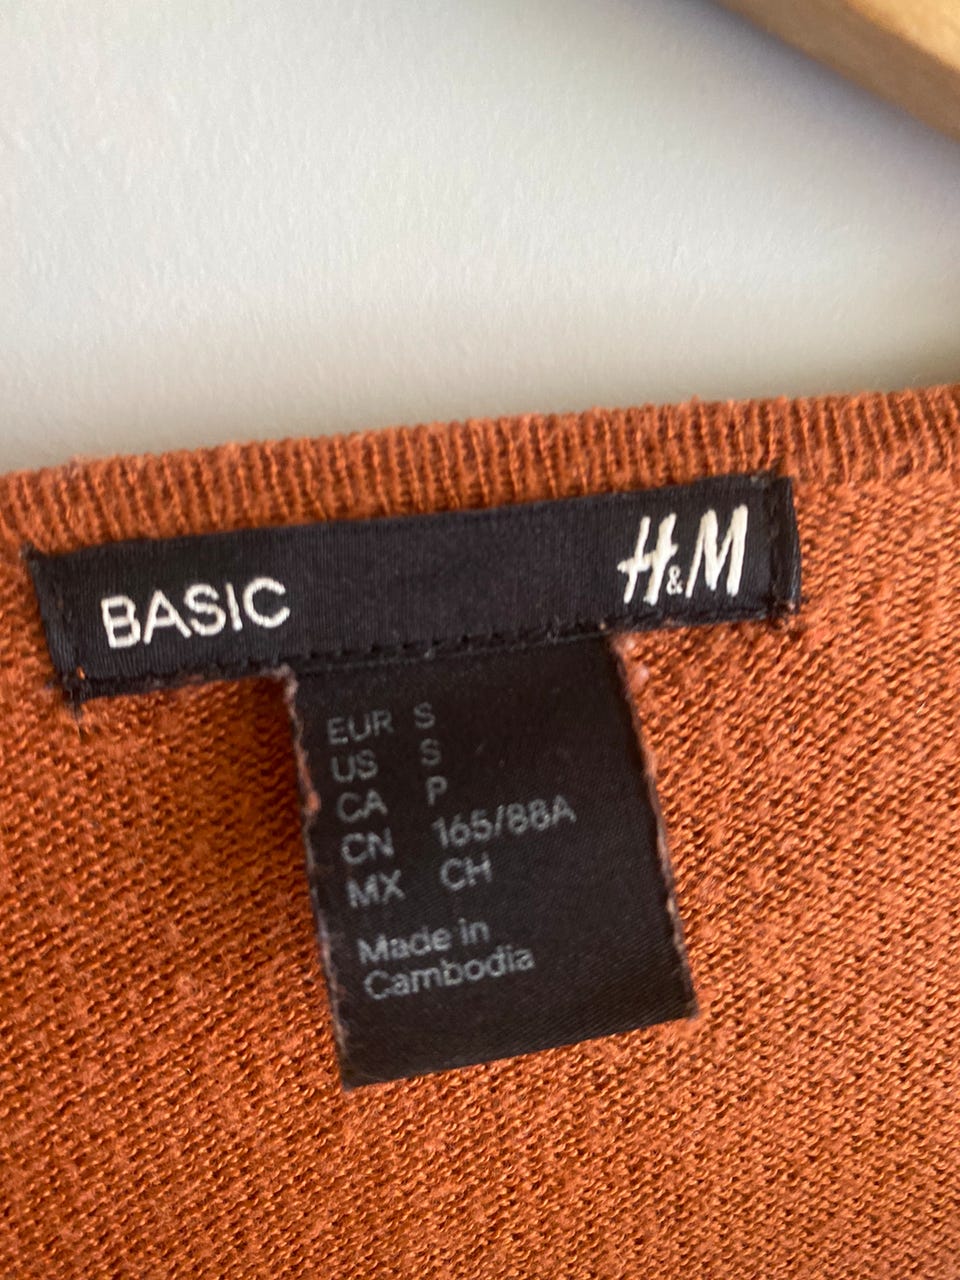 BASIC H&M
EUR S
US S
CA P
CN 165/88A
MX CH
Made in
Cambodia